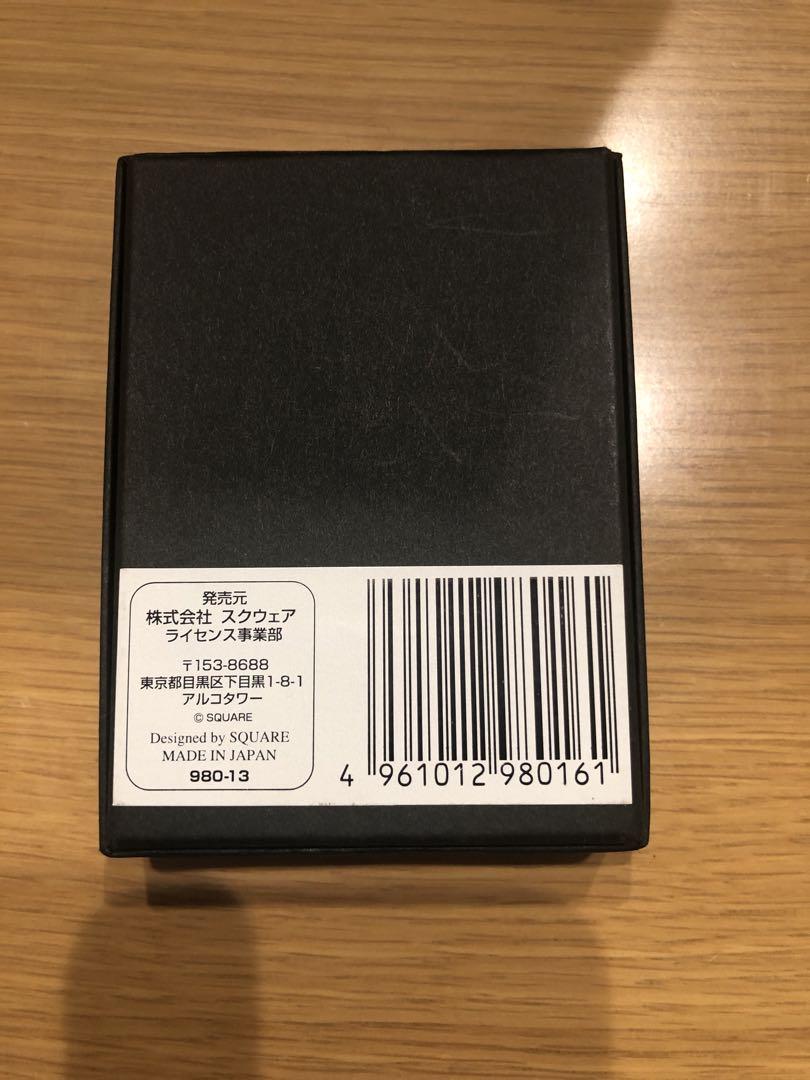 発売元
株式会社 スクウェア
ライセンス事業部
〒153-8688
東京都目黒区下目黒1-8-1
アルコタワー
© SQUARE
Designed by SQUARE
MADE IN JAPAN
980-13
4 961012 980161